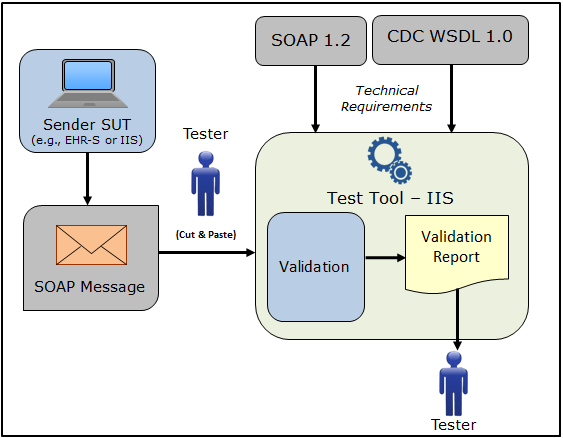 SOAP 1.2
CDC WSDL 1.0
Technical
Requirements
Sender SUT
(e.g., EHR-S or IIS)
Tester
(Cut & Paste)
SOAP Message
Test Tool – IIS
Validation
Validation
Report
Tester